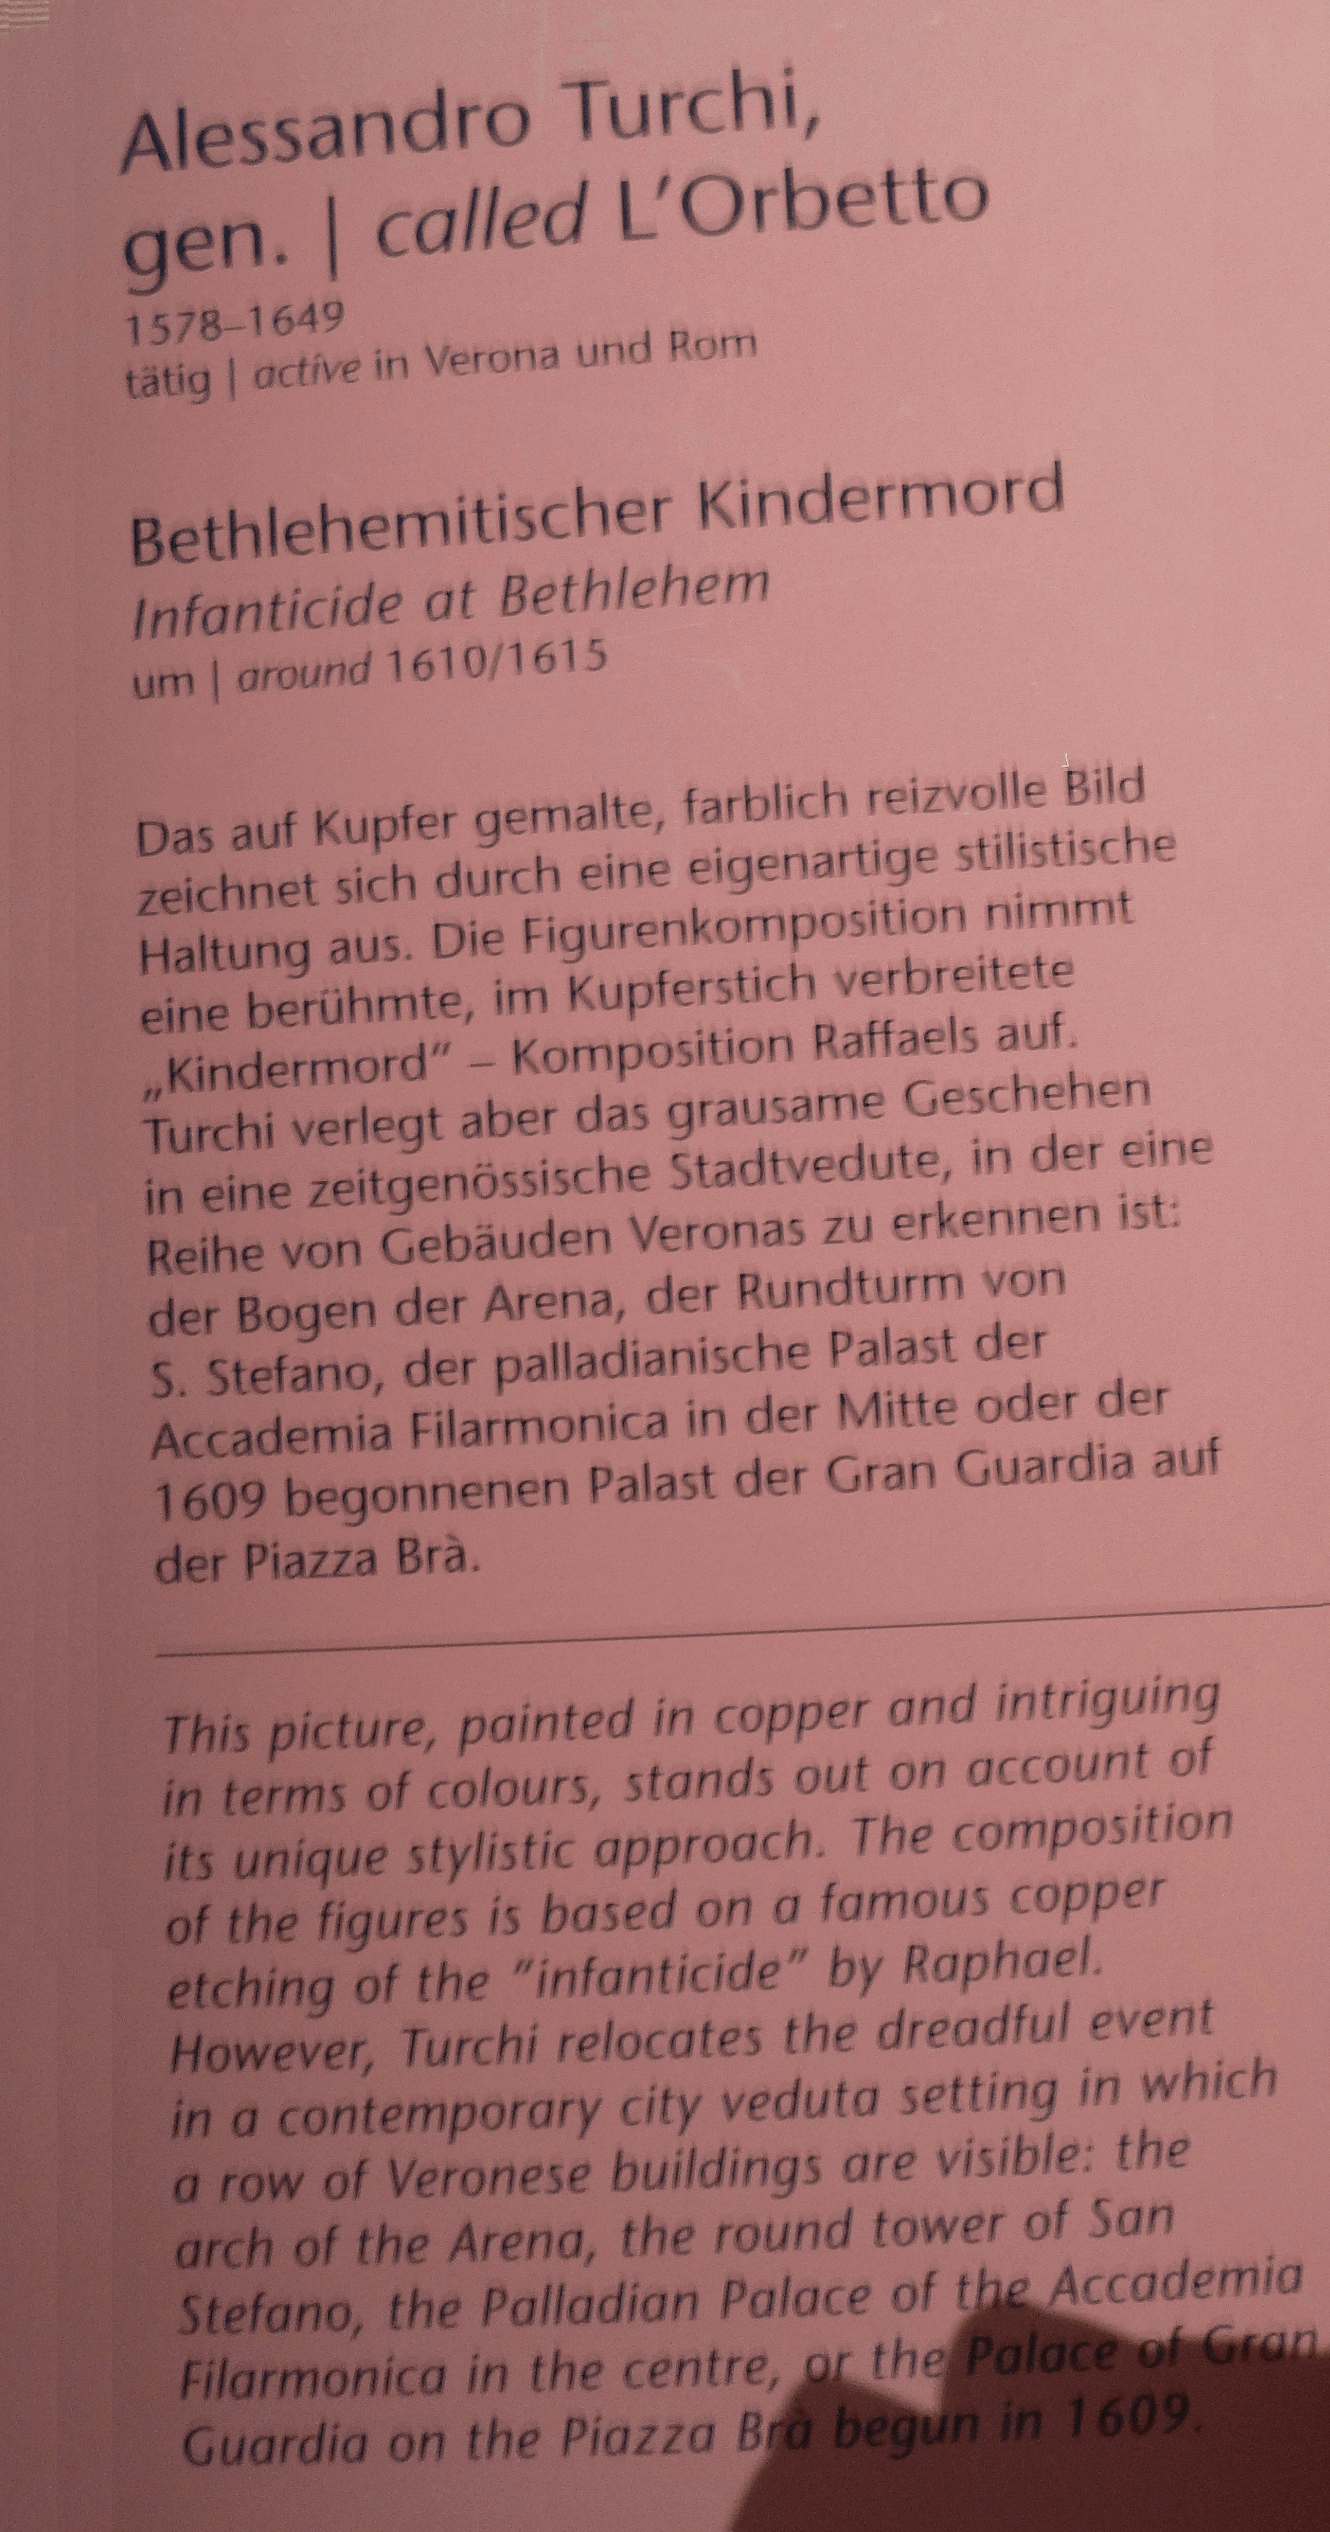 Alessandro Turchi,
gen. | called L'Orbetto
1578–1649
tätig | active in Verona und Rom
Bethlehemitischer Kindermord
Infanticide at Bethlehem
um | around 1610/1615
Das auf Kupfer gemalte, farblich reizvolle Bild
zeichnet sich durch eine eigenartige stilistische
Haltung aus. Die Figurenkomposition nimmt
eine berühmte, im Kupferstich verbreitete
„Kindermord" – Komposition Raffaels auf.
Turchi verlegt aber das grausame Geschehen
in eine zeitgenössische Stadtvedute, in der eine
Reihe von Gebäuden Veronas zu erkennen ist:
der Bogen der Arena, der Rundturm von
S. Stefano, der palladianische Palast der
Accademia Filarmonica in der Mitte oder der
1609 begonnenen Palast der Gran Guardia auf
der Piazza Brà.
This picture, painted in copper and intriguing
in terms of colours, stands out on account of
its unique stylistic approach. The composition
of the figures is based on a famous copper
etching of the "infanticide" by Raphael.
However, Turchi relocates the dreadful event
in a contemporary city veduta setting in which
a row of Veronese buildings are visible: the
arch of the Arena, the round tower of San
Stefano, the Palladian Palace of the Accademia
Filarmonica in the centre, or the Palace of Gran
Guardia on the Piazza Brà begun in 1609.